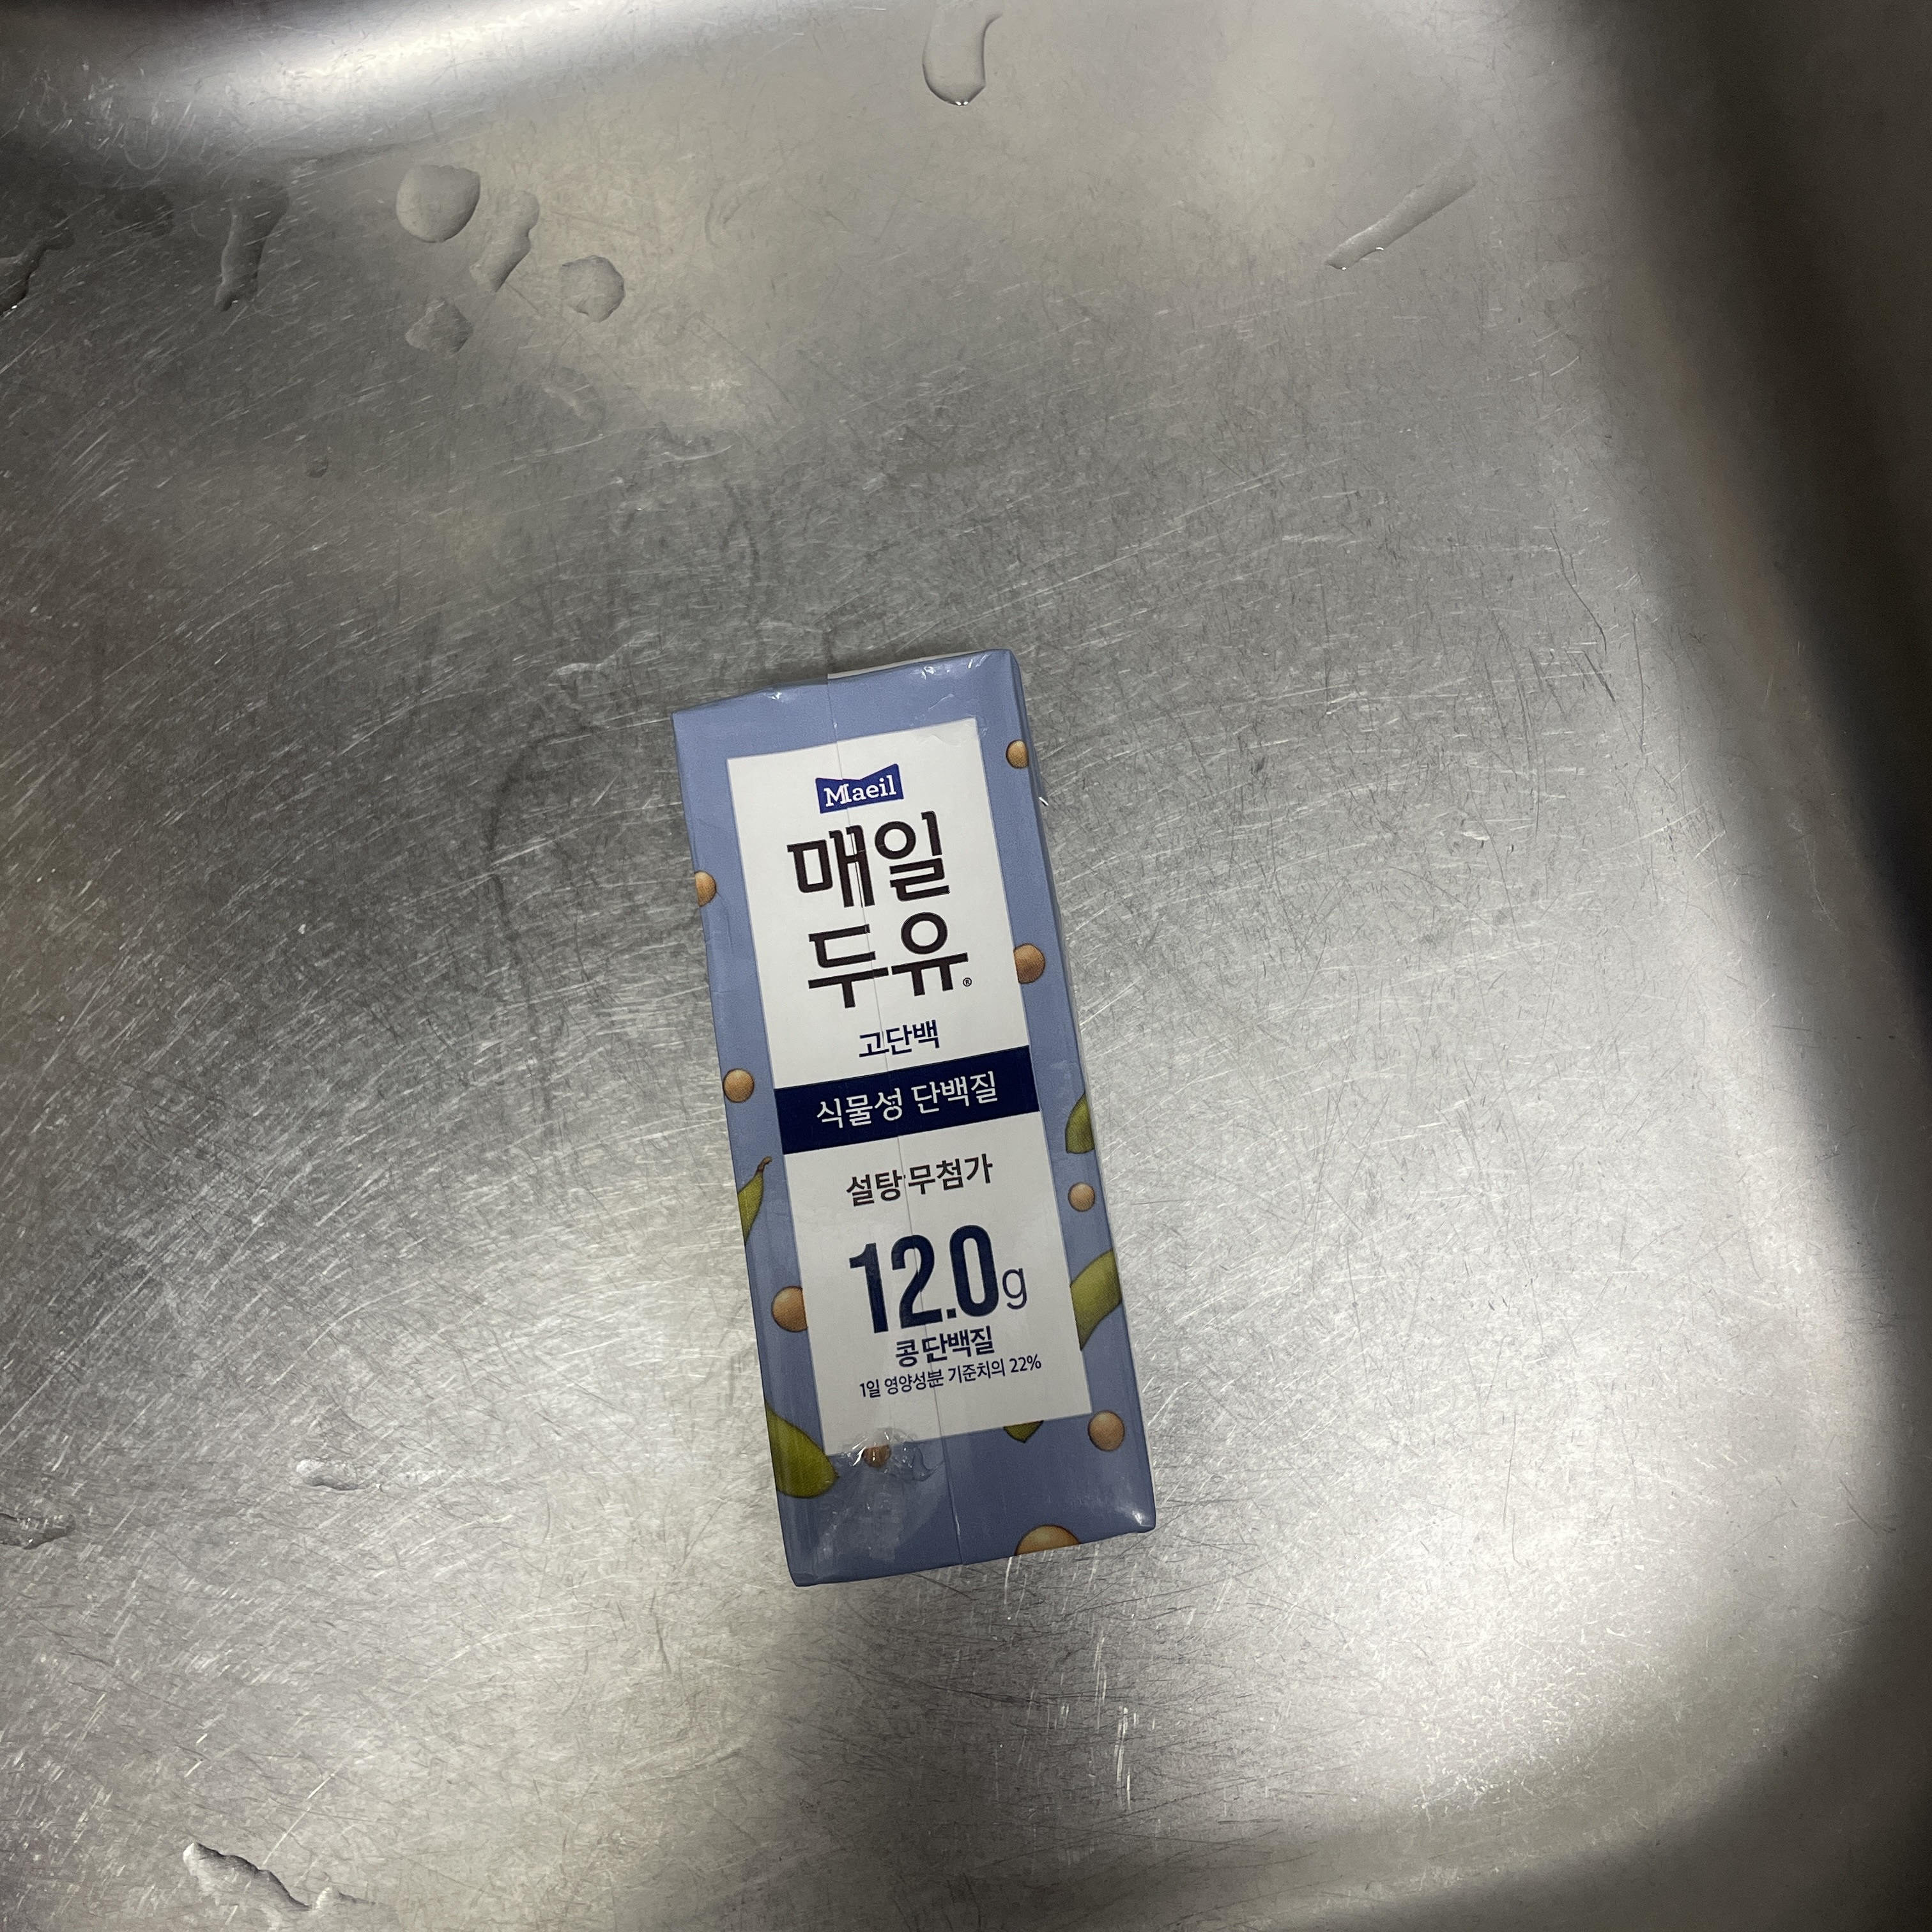 Maeil
매일
두유®
고단백
식물성 단백질
설탕무첨가
12.0g
콩단백질
1일 영양성분 기준치의 22%